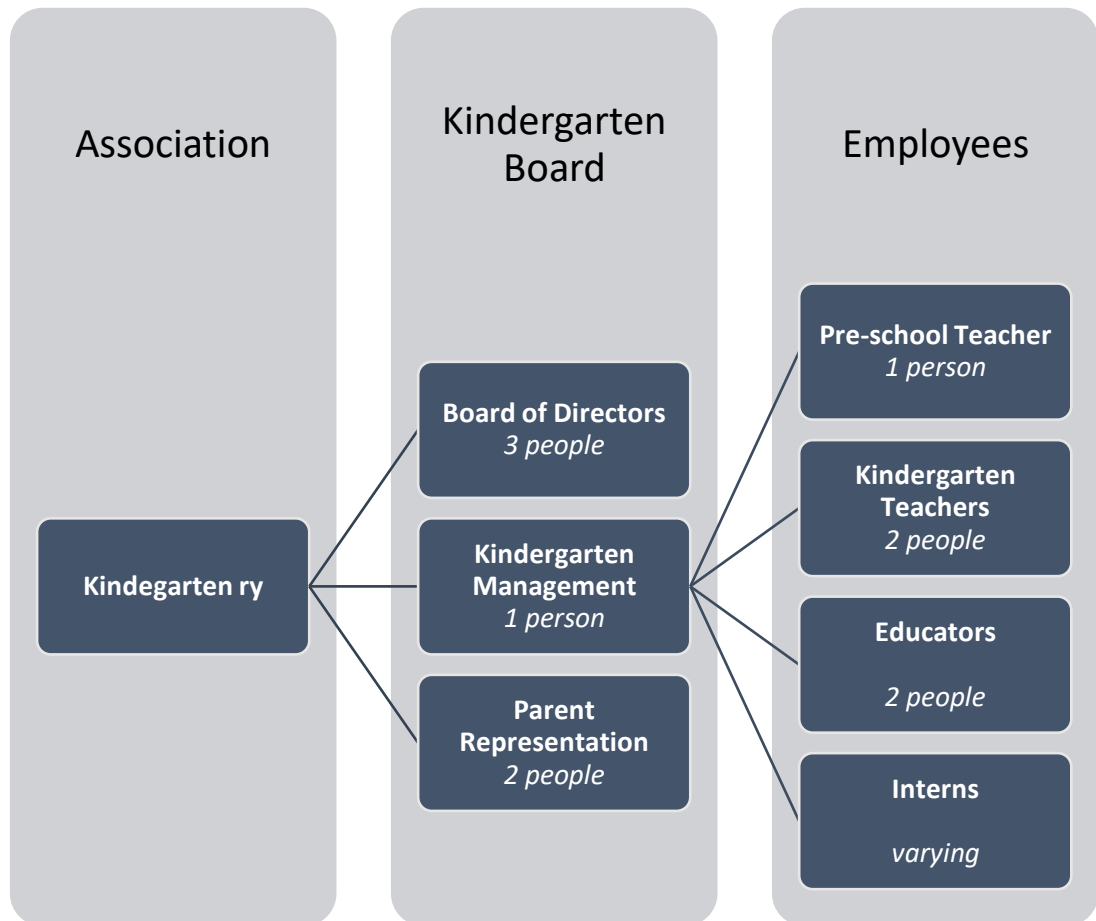 Association
Kindergarten
Board
Employees
Kindegarten ry
Board of Directors
3 people
Kindergarten
Management
1 person
Parent
Representation
2 people
Pre-school Teacher
1 person
Kindergarten
Teachers
2 people
Educators
2 people
Interns
varying